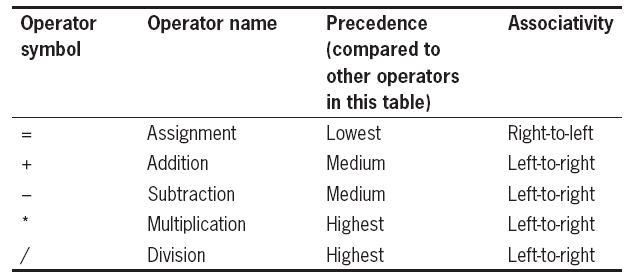 Operator symbol Operator name Precedence (compared to other operators in this table) Associativity
= Assignment Lowest Right-to-left
+ Addition Medium Left-to-right
– Subtraction Medium Left-to-right
* Multiplication Highest Left-to-right
/ Division Highest Left-to-right